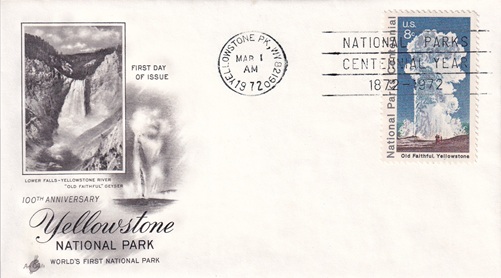 FIRST DAY
OF ISSUE
LOWER FALLS-YELLOWSTONE RIVER
"OLD FAITHFUL" GEYSER
100TH ANNIVERSARY
Yellowstone
NATIONAL PARK
WORLD'S FIRST NATIONAL PARK
YELLOWSTONE PK, WY 82190
MAR 1
AM
1972
NATIONAL PARKS
CENTENNIAL YEAR
1872-1972
U.S.
8c
National Parks Centennial
Old Faithful, Yellowstone